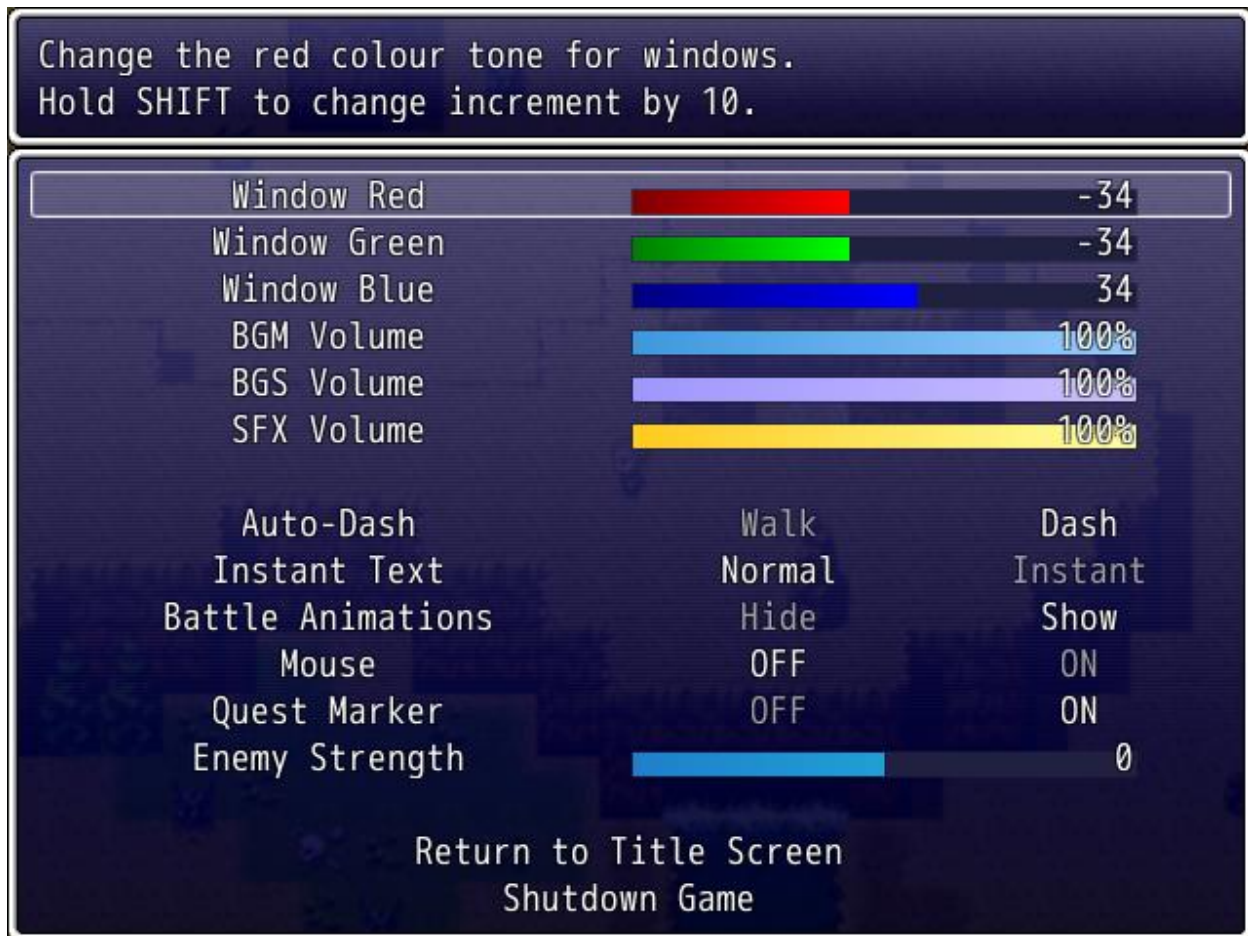 Change the red colour tone for windows.
Hold SHIFT to change increment by 10.
Window Red -34
Window Green -34
Window Blue 34
BGM Volume 100%
BGS Volume 100%
SFX Volume 100%
Auto-Dash Walk Dash
Instant Text Normal Instant
Battle Animations Hide Show
Mouse OFF ON
Quest Marker OFF ON
Enemy Strength 0
Return to Title Screen
Shutdown Game